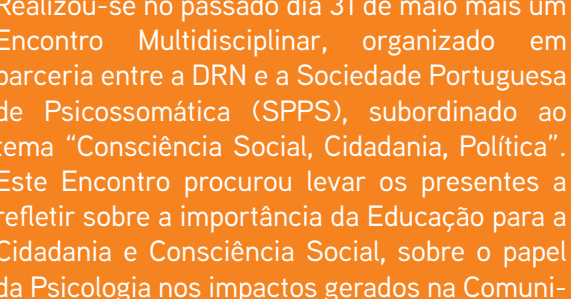 Realizou-se no passado dia 31 de maio mais um
Encontro Multidisciplinar, organizado em
parceria entre a DRN e a Sociedade Portuguesa
de Psicossomática (SPPS), subordinado ao
tema “Consciência Social, Cidadania, Política”.
Este Encontro procurou levar os presentes a
refletir sobre a importância da Educação para a
Cidadania e Consciência Social, sobre o papel
da Psicologia nos impactos gerados na Comuni-